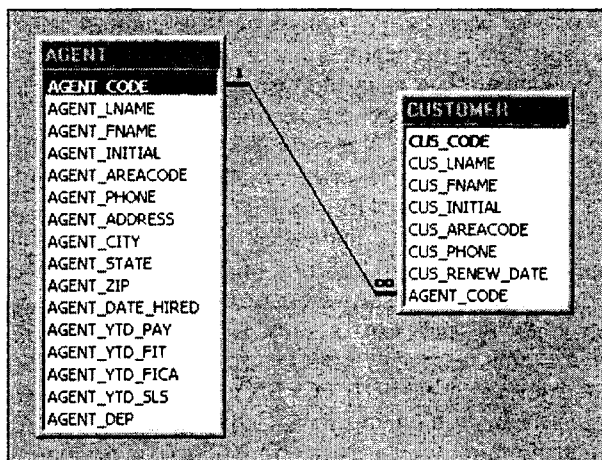 AGENT
AGENT_CODE
AGENT_LNAME
AGENT_FNAME
AGENT_INITIAL
AGENT_AREACODE
AGENT_PHONE
AGENT_ADDRESS
AGENT_CITY
AGENT_STATE
AGENT_ZIP
AGENT_DATE_HIRED
AGENT_YTD_PAY
AGENT_YTD_FIT
AGENT_YTD_FICA
AGENT_YTD_SLS
AGENT_DEP
1
∞
CUSTOMER
CUS_CODE
CUS_LNAME
CUS_FNAME
CUS_INITIAL
CUS_AREACODE
CUS_PHONE
CUS_RENEW_DATE
AGENT_CODE